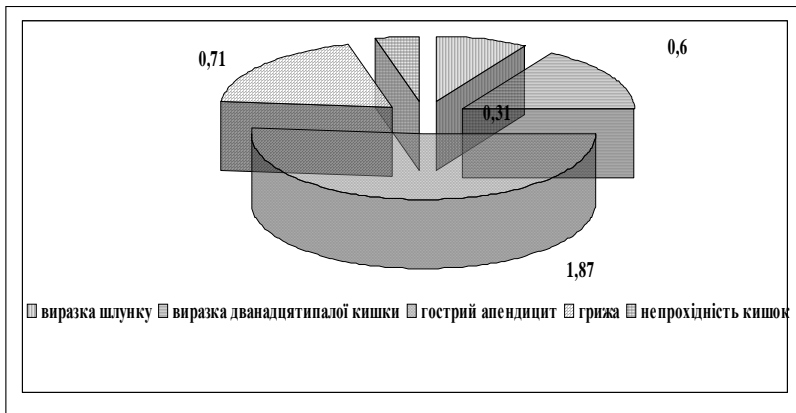 0,71
0,6
0,31
1,87
виразка шлунку виразка дванадцятипалої кишки гострий апендицит грижа непрохідність кишок